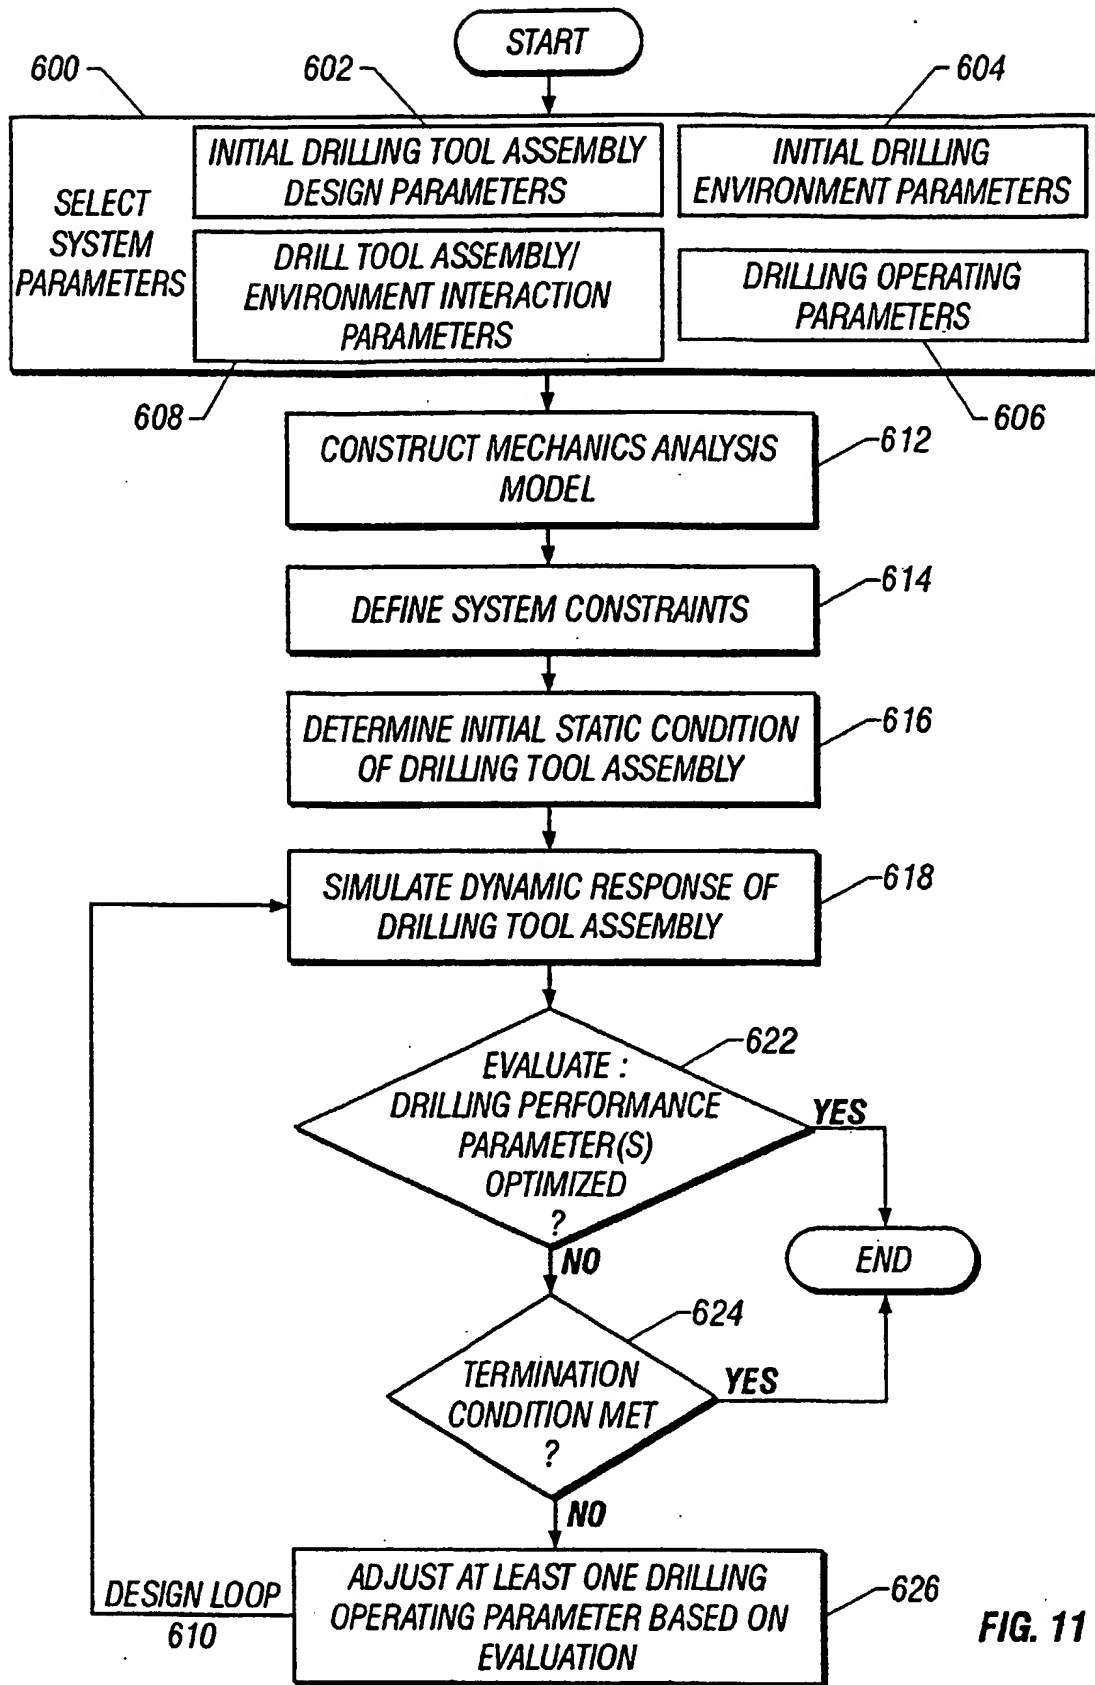 START
600
602
604
SELECT
SYSTEM
PARAMETERS
INITIAL DRILLING TOOL ASSEMBLY
DESIGN PARAMETERS
INITIAL DRILLING
ENVIRONMENT PARAMETERS
DRILL TOOL ASSEMBLY/
ENVIRONMENT INTERACTION
PARAMETERS
DRILLING OPERATING
PARAMETERS
608
606
CONSTRUCT MECHANICS ANALYSIS
MODEL
612
DEFINE SYSTEM CONSTRAINTS
614
DETERMINE INITIAL STATIC CONDITION
OF DRILLING TOOL ASSEMBLY
616
SIMULATE DYNAMIC RESPONSE OF
DRILLING TOOL ASSEMBLY
618
EVALUATE :
DRILLING PERFORMANCE
PARAMETER(S)
OPTIMIZED
?
622
YES
NO
END
TERMINATION
CONDITION MET
?
624
YES
NO
ADJUST AT LEAST ONE DRILLING
OPERATING PARAMETER BASED ON
EVALUATION
626
DESIGN LOOP
610
FIG. 11